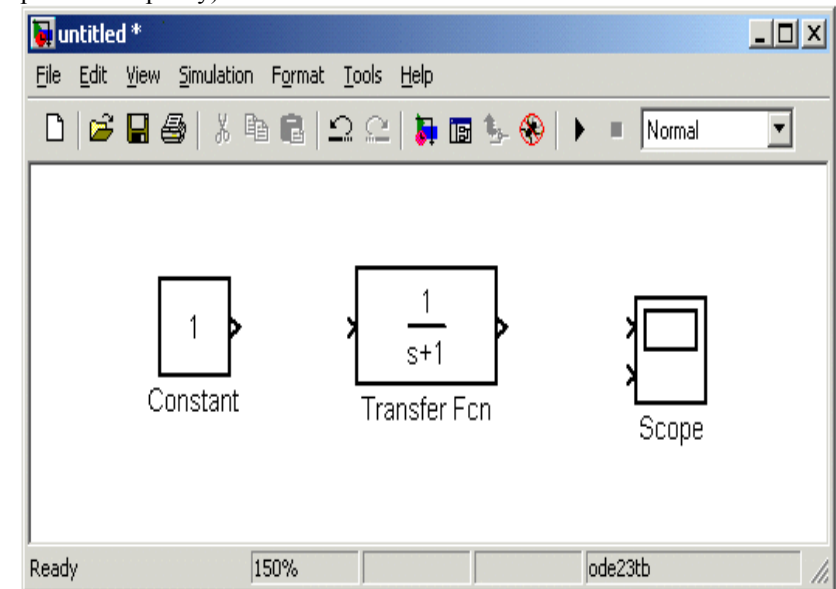 untitled *
File Edit View Simulation Format Tools Help
Normal
1
1
s+1
Constant
Transfer Fcn
Scope
Ready 150% ode23tb